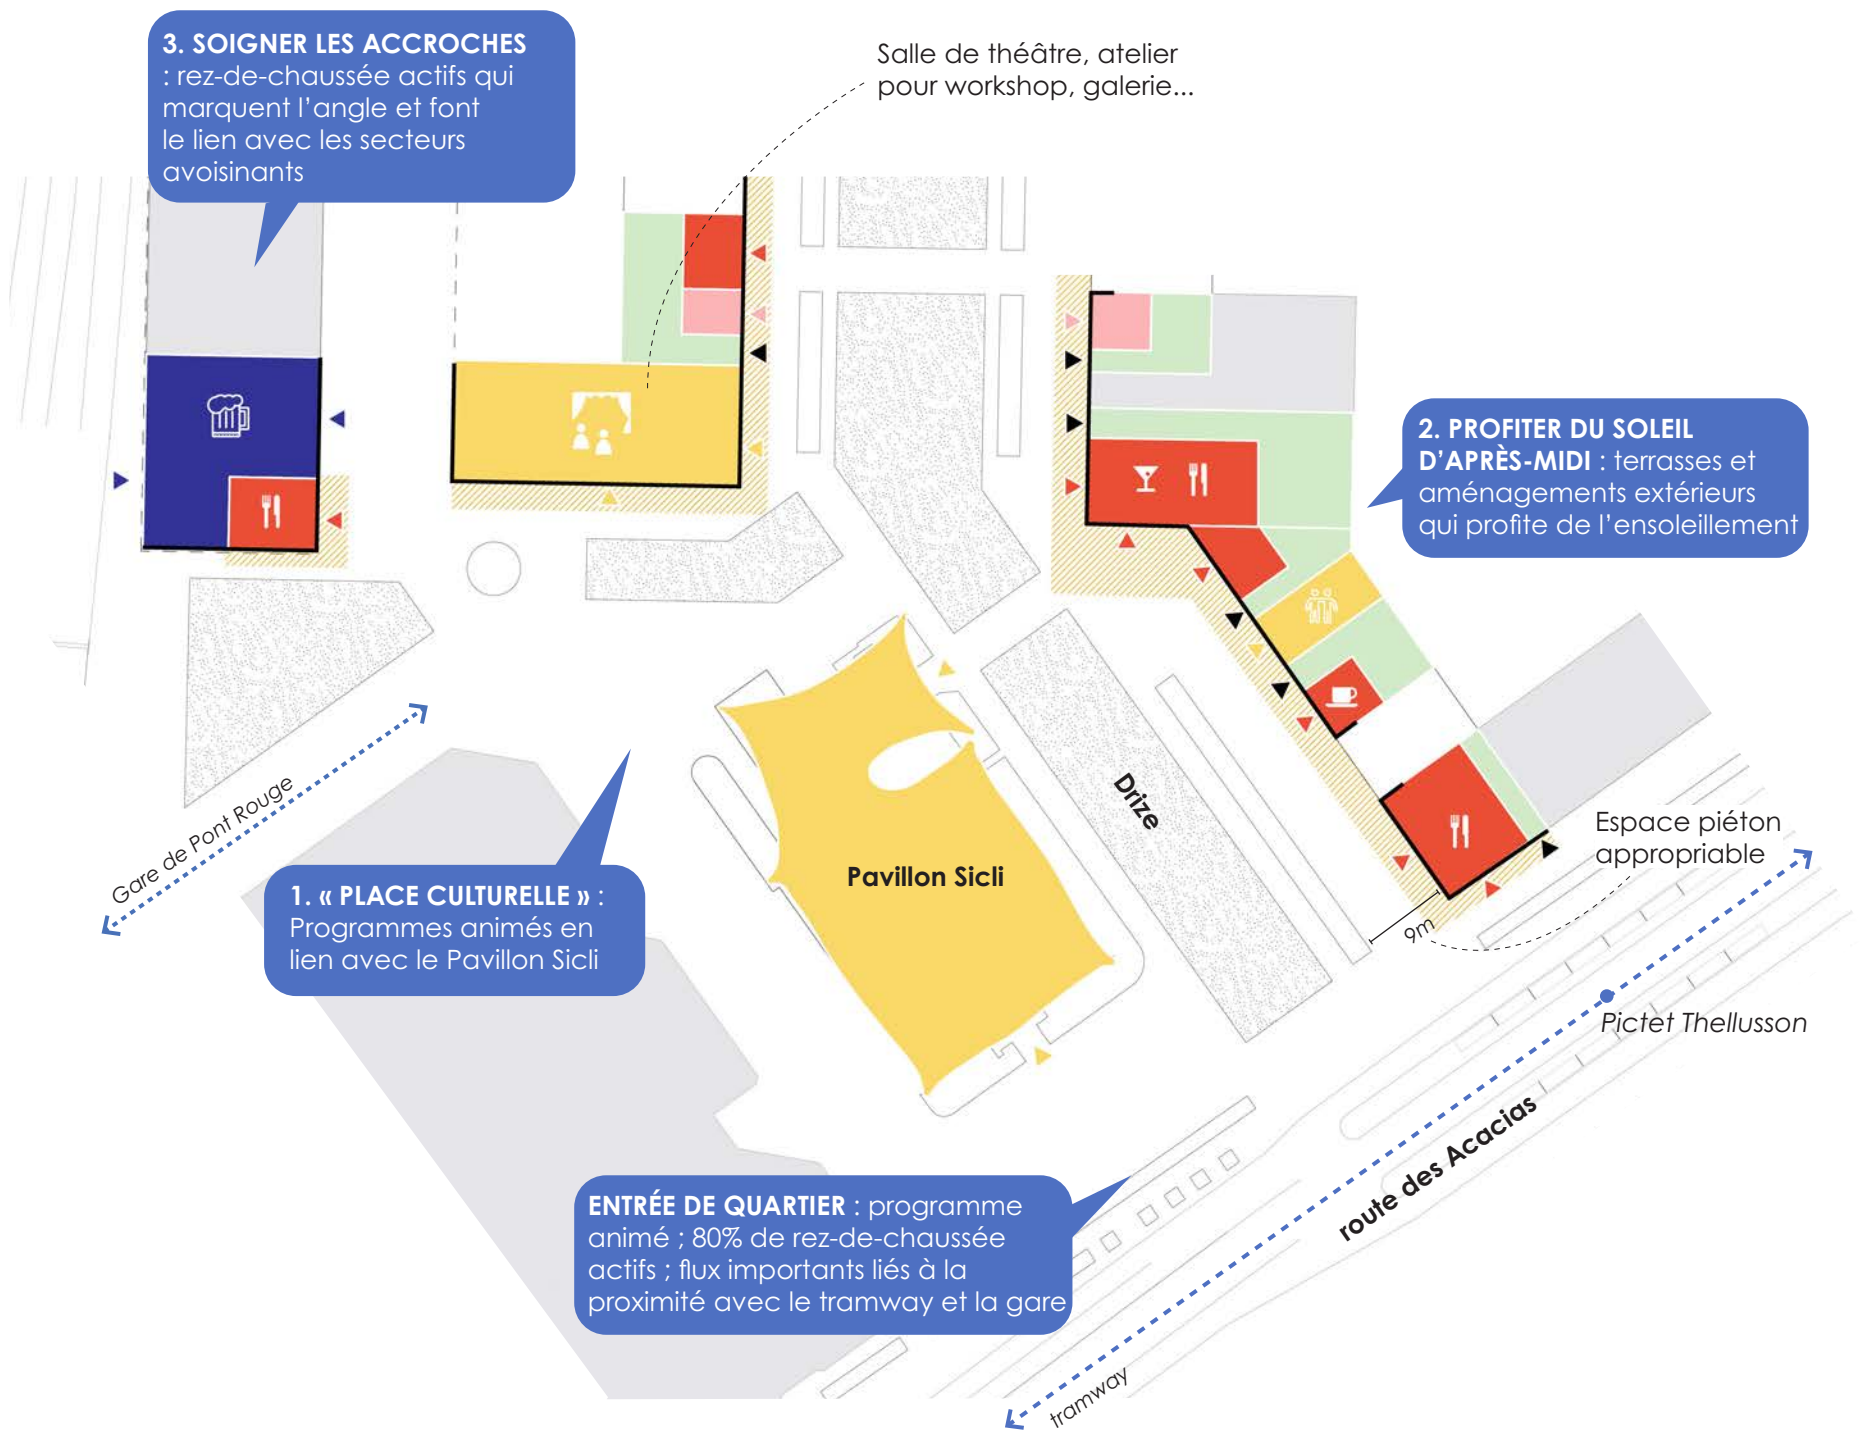 3. SOIGNER LES ACCROCHES
: rez-de-chaussée actifs qui
marquent l'angle et font
le lien avec les secteurs
avoisinants
Salle de théâtre, atelier
pour workshop, galerie...
2. PROFITER DU SOLEIL
D'APRÈS-MIDI : terrasses et
aménagements extérieurs
qui profite de l'ensoleillement
Gare de Pont Rouge
Drize
Pavillon Sicli
Espace piéton
appropriable
9m
1. « PLACE CULTURELLE » :
Programmes animés en
lien avec le Pavillon Sicli
Pictet Thellusson
route des Acacias
ENTRÉE DE QUARTIER : programme
animé ; 80% de rez-de-chaussée
actifs ; flux importants liés à la
proximité avec le tramway et la gare
tramway